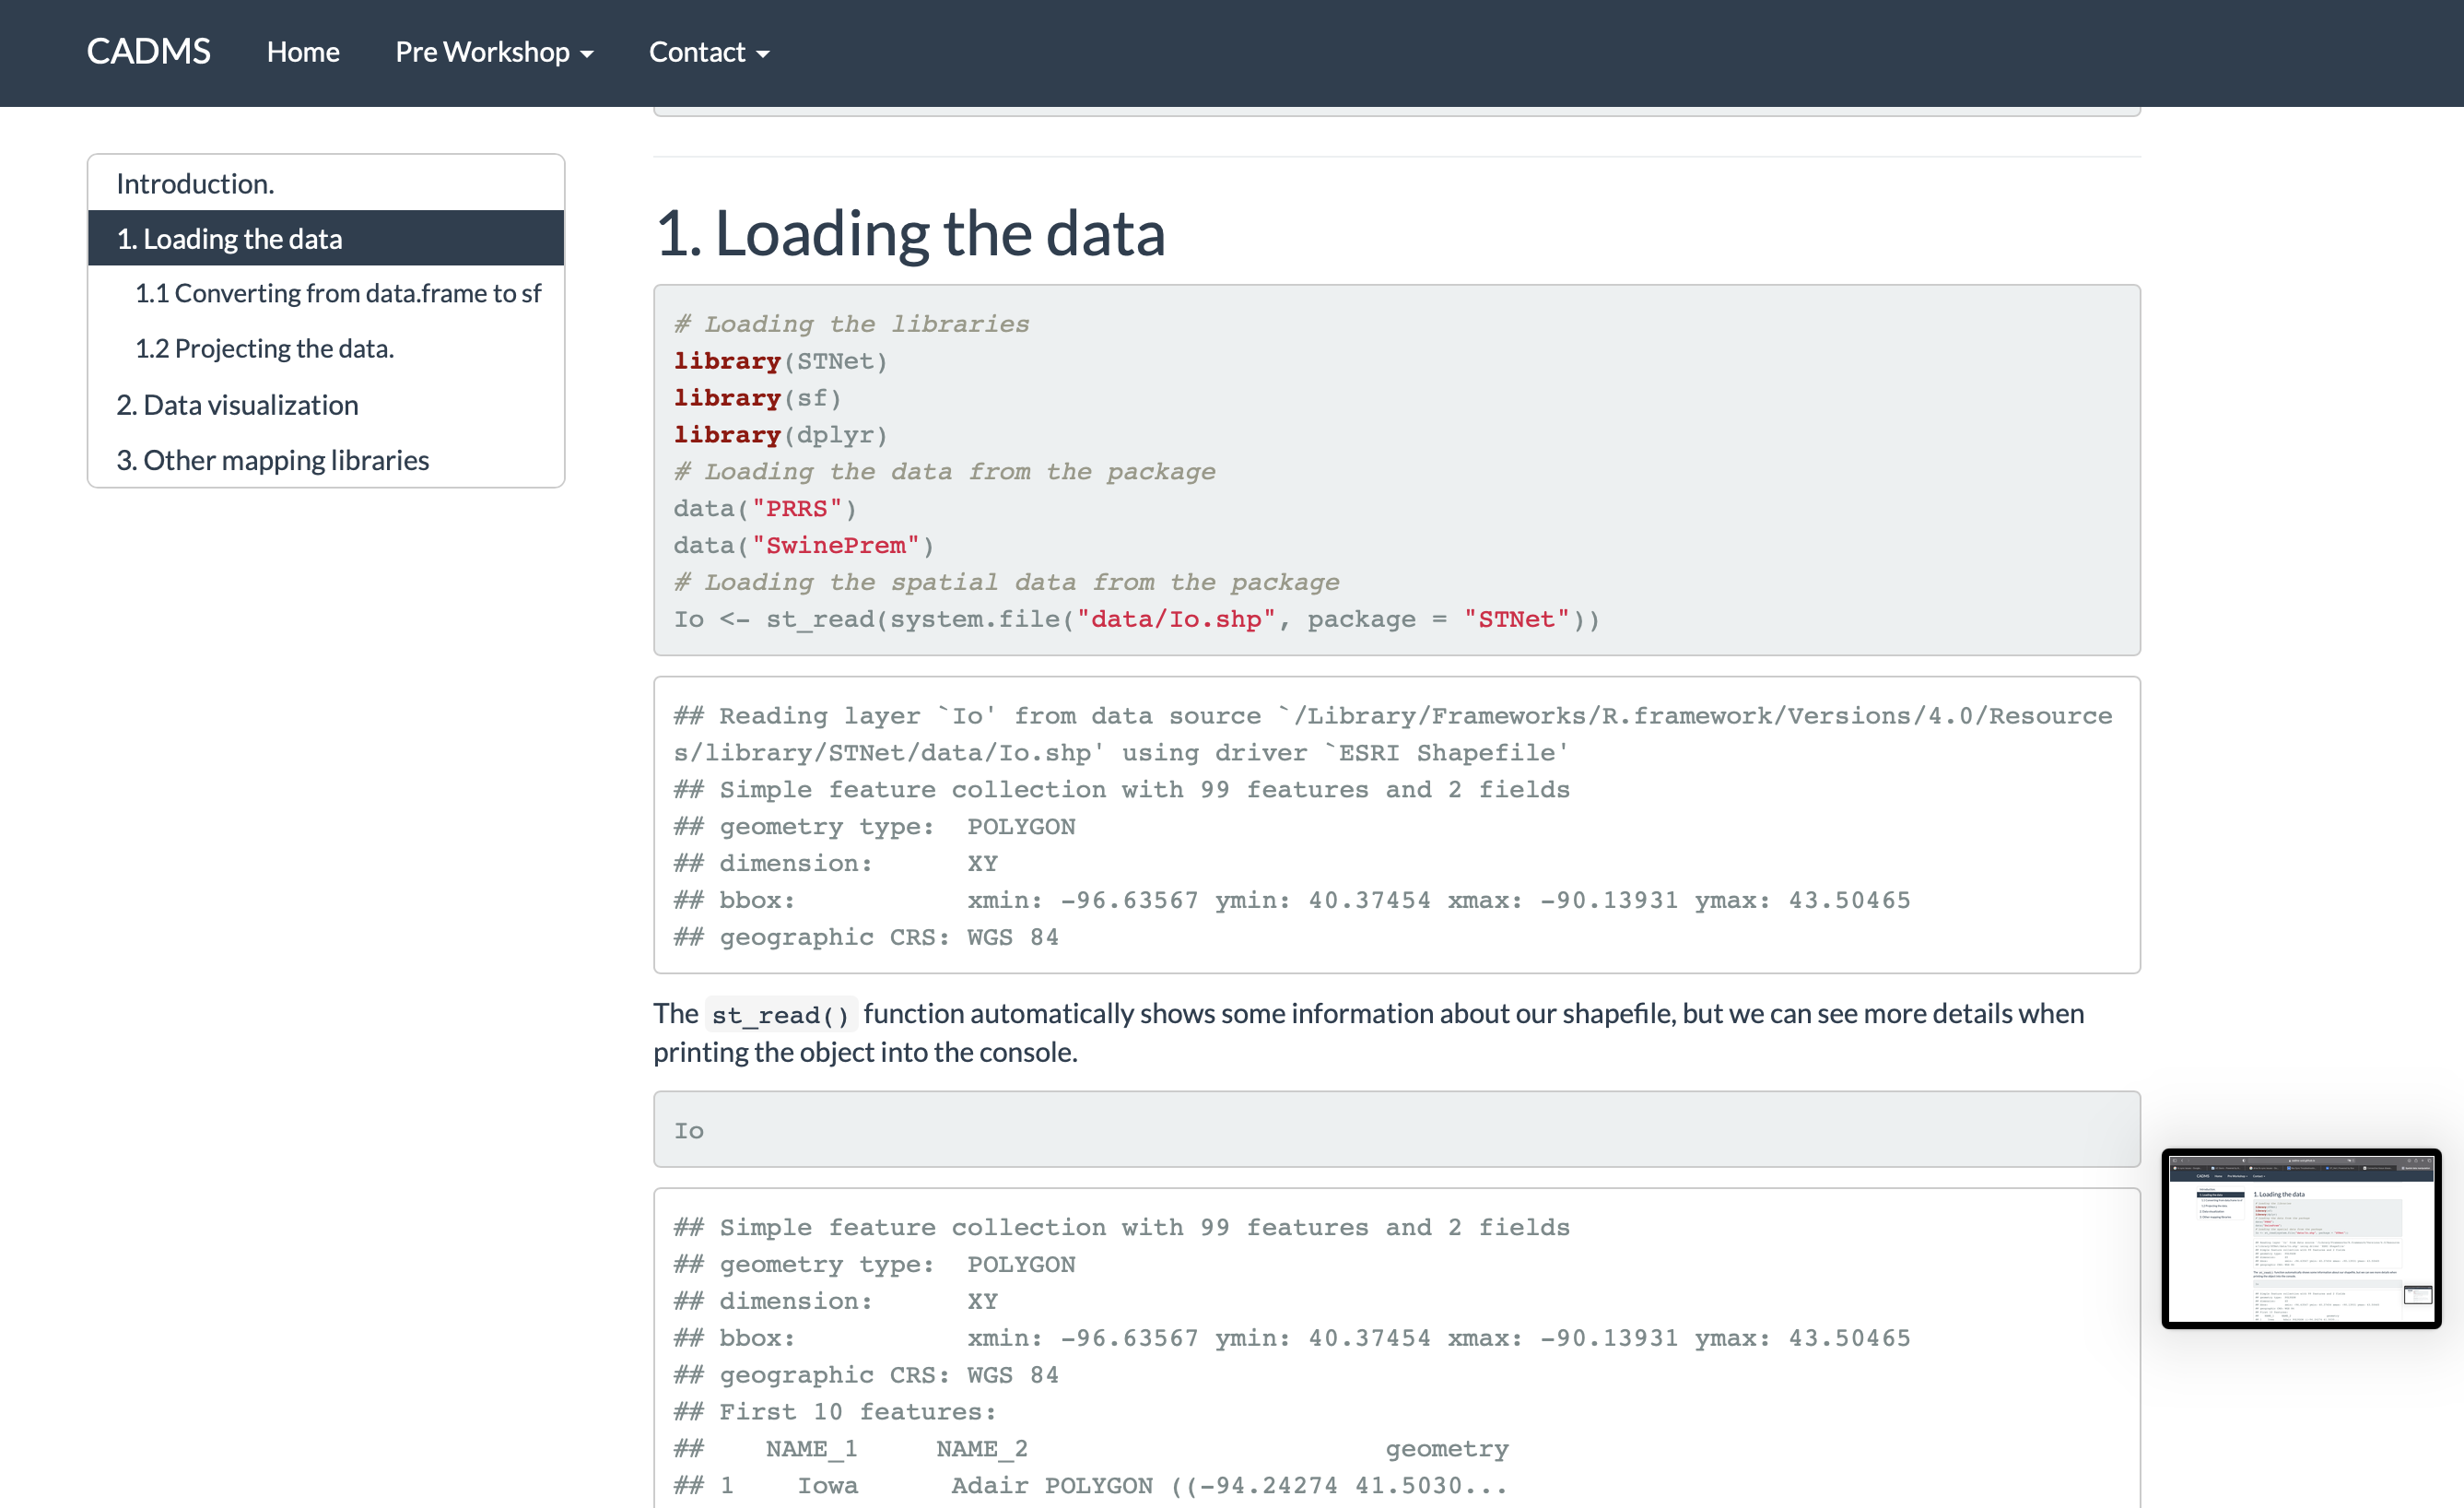 CADMS Home Pre Workshop Contact
Introduction.
1. Loading the data
1.1 Converting from data.frame to sf
1.2 Projecting the data.
2. Data visualization
3. Other mapping libraries
1. Loading the data
# Loading the libraries
library(STNet)
library(sf)
library(dplyr)
# Loading the data from the package
data("PRRS")
data("SwinePrem")
# Loading the spatial data from the package
Io <- st_read(system.file("data/Io.shp", package = "STNet"))
## Reading layer `Io' from data source `/Library/Frameworks/R.framework/Versions/4.0/Resource
s/library/STNet/data/Io.shp' using driver `ESRI Shapefile'
## Simple feature collection with 99 features and 2 fields
## geometry type:  POLYGON
## dimension:      XY
## bbox:           xmin: -96.63567 ymin: 40.37454 xmax: -90.13931 ymax: 43.50465
## geographic CRS: WGS 84
The st_read() function automatically shows some information about our shapefile, but we can see more details when
printing the object into the console.
Io
## Simple feature collection with 99 features and 2 fields
## geometry type:  POLYGON
## dimension:      XY
## bbox:           xmin: -96.63567 ymin: 40.37454 xmax: -90.13931 ymax: 43.50465
## geographic CRS: WGS 84
## First 10 features:
##    NAME_1     NAME_2                       geometry
## 1    Iowa      Adair POLYGON ((-94.24274 41.5030...
1. Loading the data